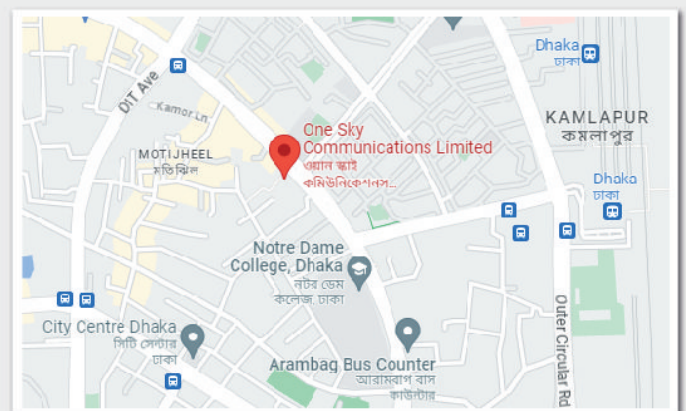 Dhaka
ঢাকা
DIT Ave
Kamor Ln
KAMLAPUR
কমলাপুর
One Sky
Communications Limited
ওয়ান স্কাই
কমিউনিকেশনস...
MOTIJHEEL
মতিঝিল
Dhaka
ঢাকা
Notre Dame
College, Dhaka
নটর ডেম
কলেজ ঢাকা
City Centre Dhaka
সিটি সেন্টার
ঢাকা
Outer Circular Rd
Arambag Bus Counter
আরামবাগ বাস
কাউন্টার